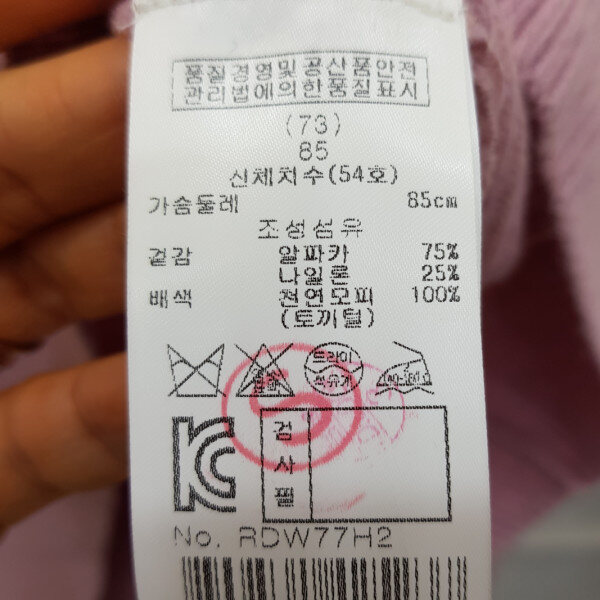 품질경영및공산품안전
관리법에의한품질표시
(73)
85
신체치수(54호)
가슴둘레 85cm
조성섬유
겉감 알파카 75%
나일론 25%
배색 천연모피 100%
(토끼털)
드라이
석유계
검
사
필
No. RDW77H2